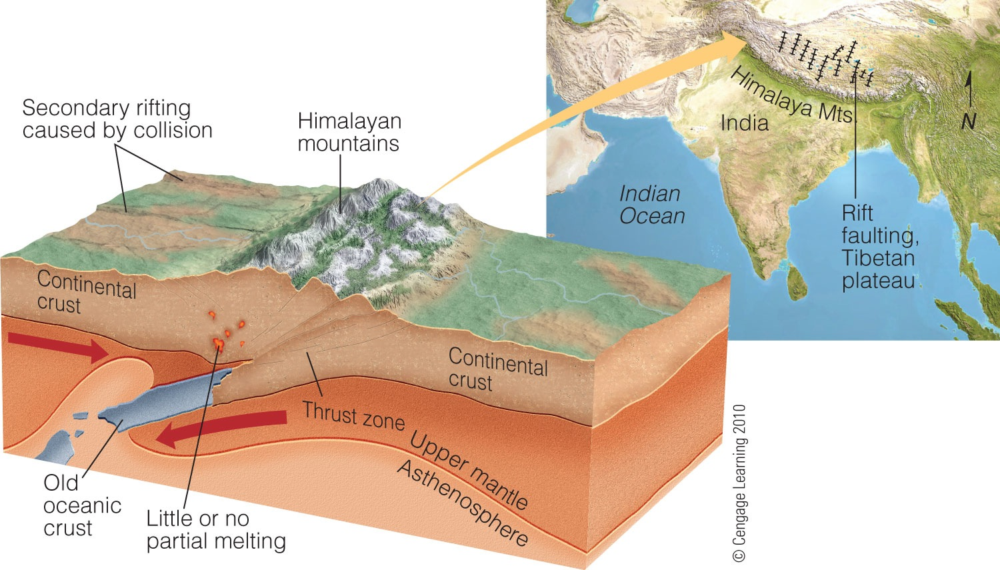 Secondary rifting
caused by collision
Himalayan
mountains
Continental
crust
Continental
crust
Thrust zone
Upper mantle
Asthenosphere
Old
oceanic
crust
Little or no
partial melting
Himalaya Mts.
India
Indian
Ocean
N
Rift
faulting,
Tibetan
plateau
© Cengage Learning 2010